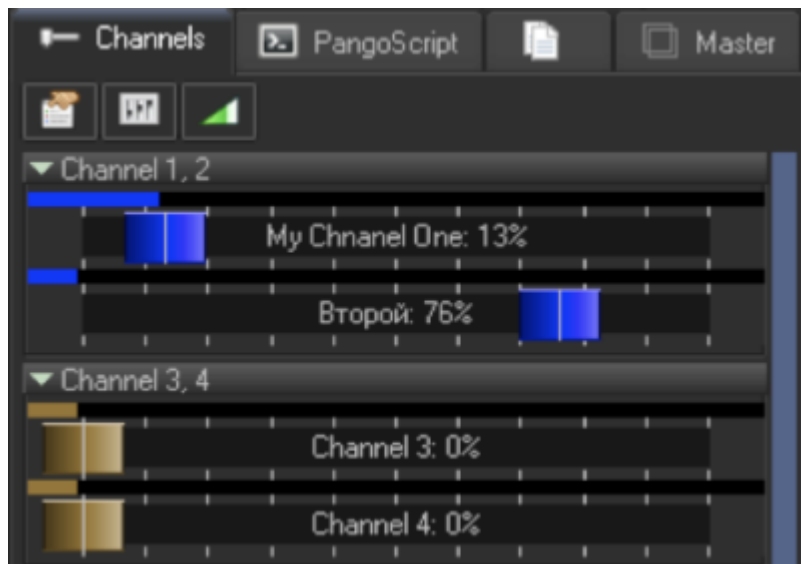 Channels PangoScript Master
Channel 1, 2
My Chnanel One: 13%
Второй: 76%
Channel 3, 4
Channel 3: 0%
Channel 4: 0%